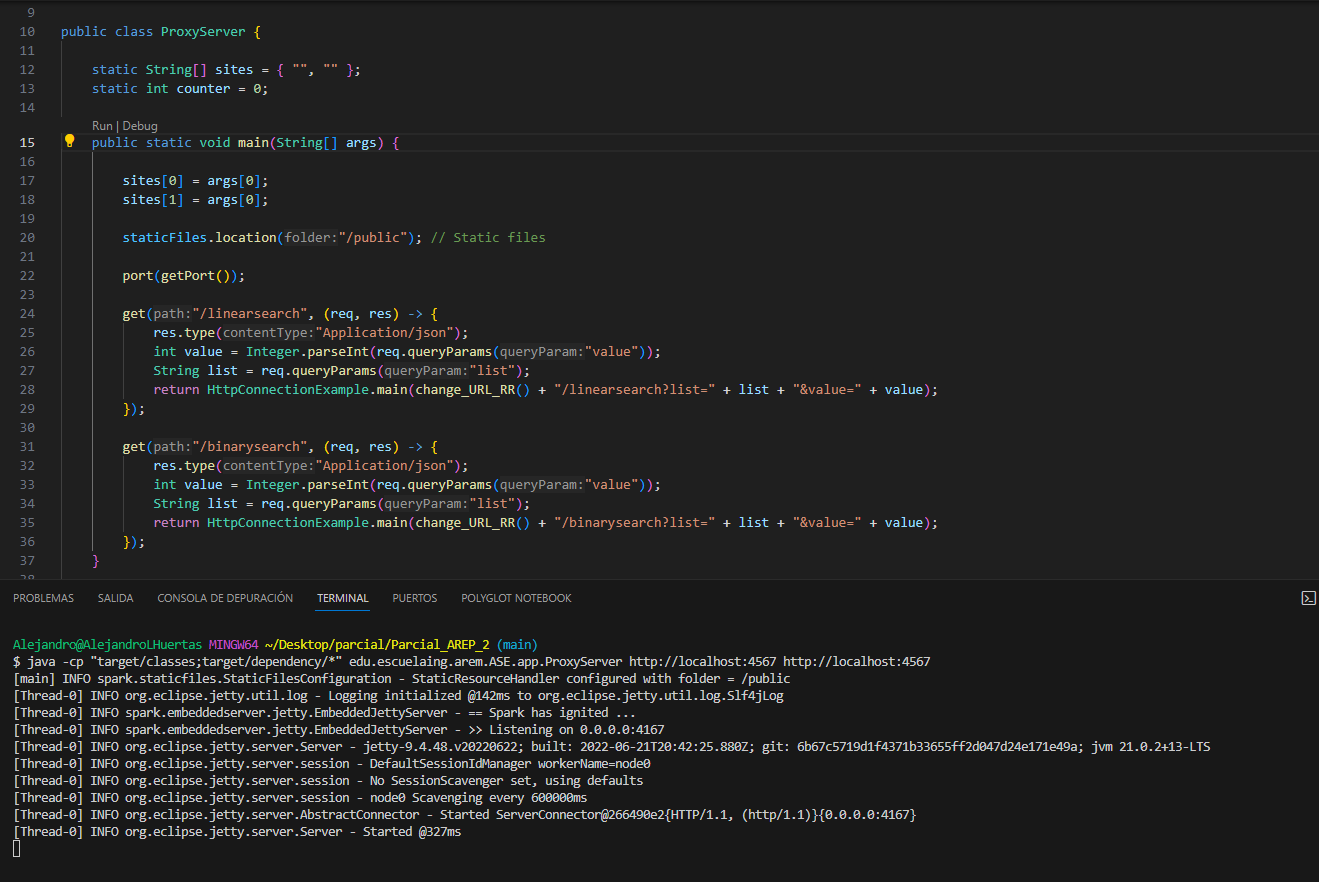 9
10 public class ProxyServer {
11
12 static String[] sites = { "", "" };
13 static int counter = 0;
14
Run | Debug
15 public static void main(String[] args) {
16
17 sites[0] = args[0];
18 sites[1] = args[0];
19
20 staticFiles.location(folder:"/public"); // Static files
21
22 port(getPort());
23
24 get(path:"/linearsearch", (req, res) -> {
25 res.type(contentType:"Application/json");
26 int value = Integer.parseInt(req.queryParams(queryParam:"value"));
27 String list = req.queryParams(queryParam:"list");
28 return HttpConnectionExample.main(change_URL_RR() + "/linearsearch?list=" + list + "&value=" + value);
29 });
30
31 get(path:"/binarysearch", (req, res) -> {
32 res.type(contentType:"Application/json");
33 int value = Integer.parseInt(req.queryParams(queryParam:"value"));
34 String list = req.queryParams(queryParam:"list");
35 return HttpConnectionExample.main(change_URL_RR() + "/binarysearch?list=" + list + "&value=" + value);
36 });
37 }
38
PROBLEMAS SALIDA CONSOLA DE DEPURACIÓN TERMINAL PUERTOS POLYGLOT NOTEBOOK
Alejandro@AlejandroLHuertas MINGW64 ~/Desktop/parcial/Parcial_AREP_2 (main)
$ java -cp "target/classes;target/dependency/*" edu.escuelaing.arem.ASE.app.ProxyServer http://localhost:4567 http://localhost:4567
[main] INFO spark.staticfiles.StaticFilesConfiguration - StaticResourceHandler configured with folder = /public
[Thread-0] INFO org.eclipse.jetty.util.log - Logging initialized @142ms to org.eclipse.jetty.util.log.Slf4jLog
[Thread-0] INFO spark.embeddedserver.jetty.EmbeddedJettyServer - == Spark has ignited ...
[Thread-0] INFO spark.embeddedserver.jetty.EmbeddedJettyServer - >> Listening on 0.0.0.0:4167
[Thread-0] INFO org.eclipse.jetty.server.Server - jetty-9.4.48.v20220622; built: 2022-06-21T20:42:25.880Z; git: 6b67c5719d1f4371b33655ff2d047d24e171e49a; jvm 21.0.2+13-LTS
[Thread-0] INFO org.eclipse.jetty.server.session - DefaultSessionIdManager workerName=node0
[Thread-0] INFO org.eclipse.jetty.server.session - No SessionScavenger set, using defaults
[Thread-0] INFO org.eclipse.jetty.server.session - node0 Scavenging every 600000ms
[Thread-0] INFO org.eclipse.jetty.server.AbstractConnector - Started ServerConnector@266490e2{HTTP/1.1, (http/1.1)}{0.0.0.0:4167}
[Thread-0] INFO org.eclipse.jetty.server.Server - Started @327ms